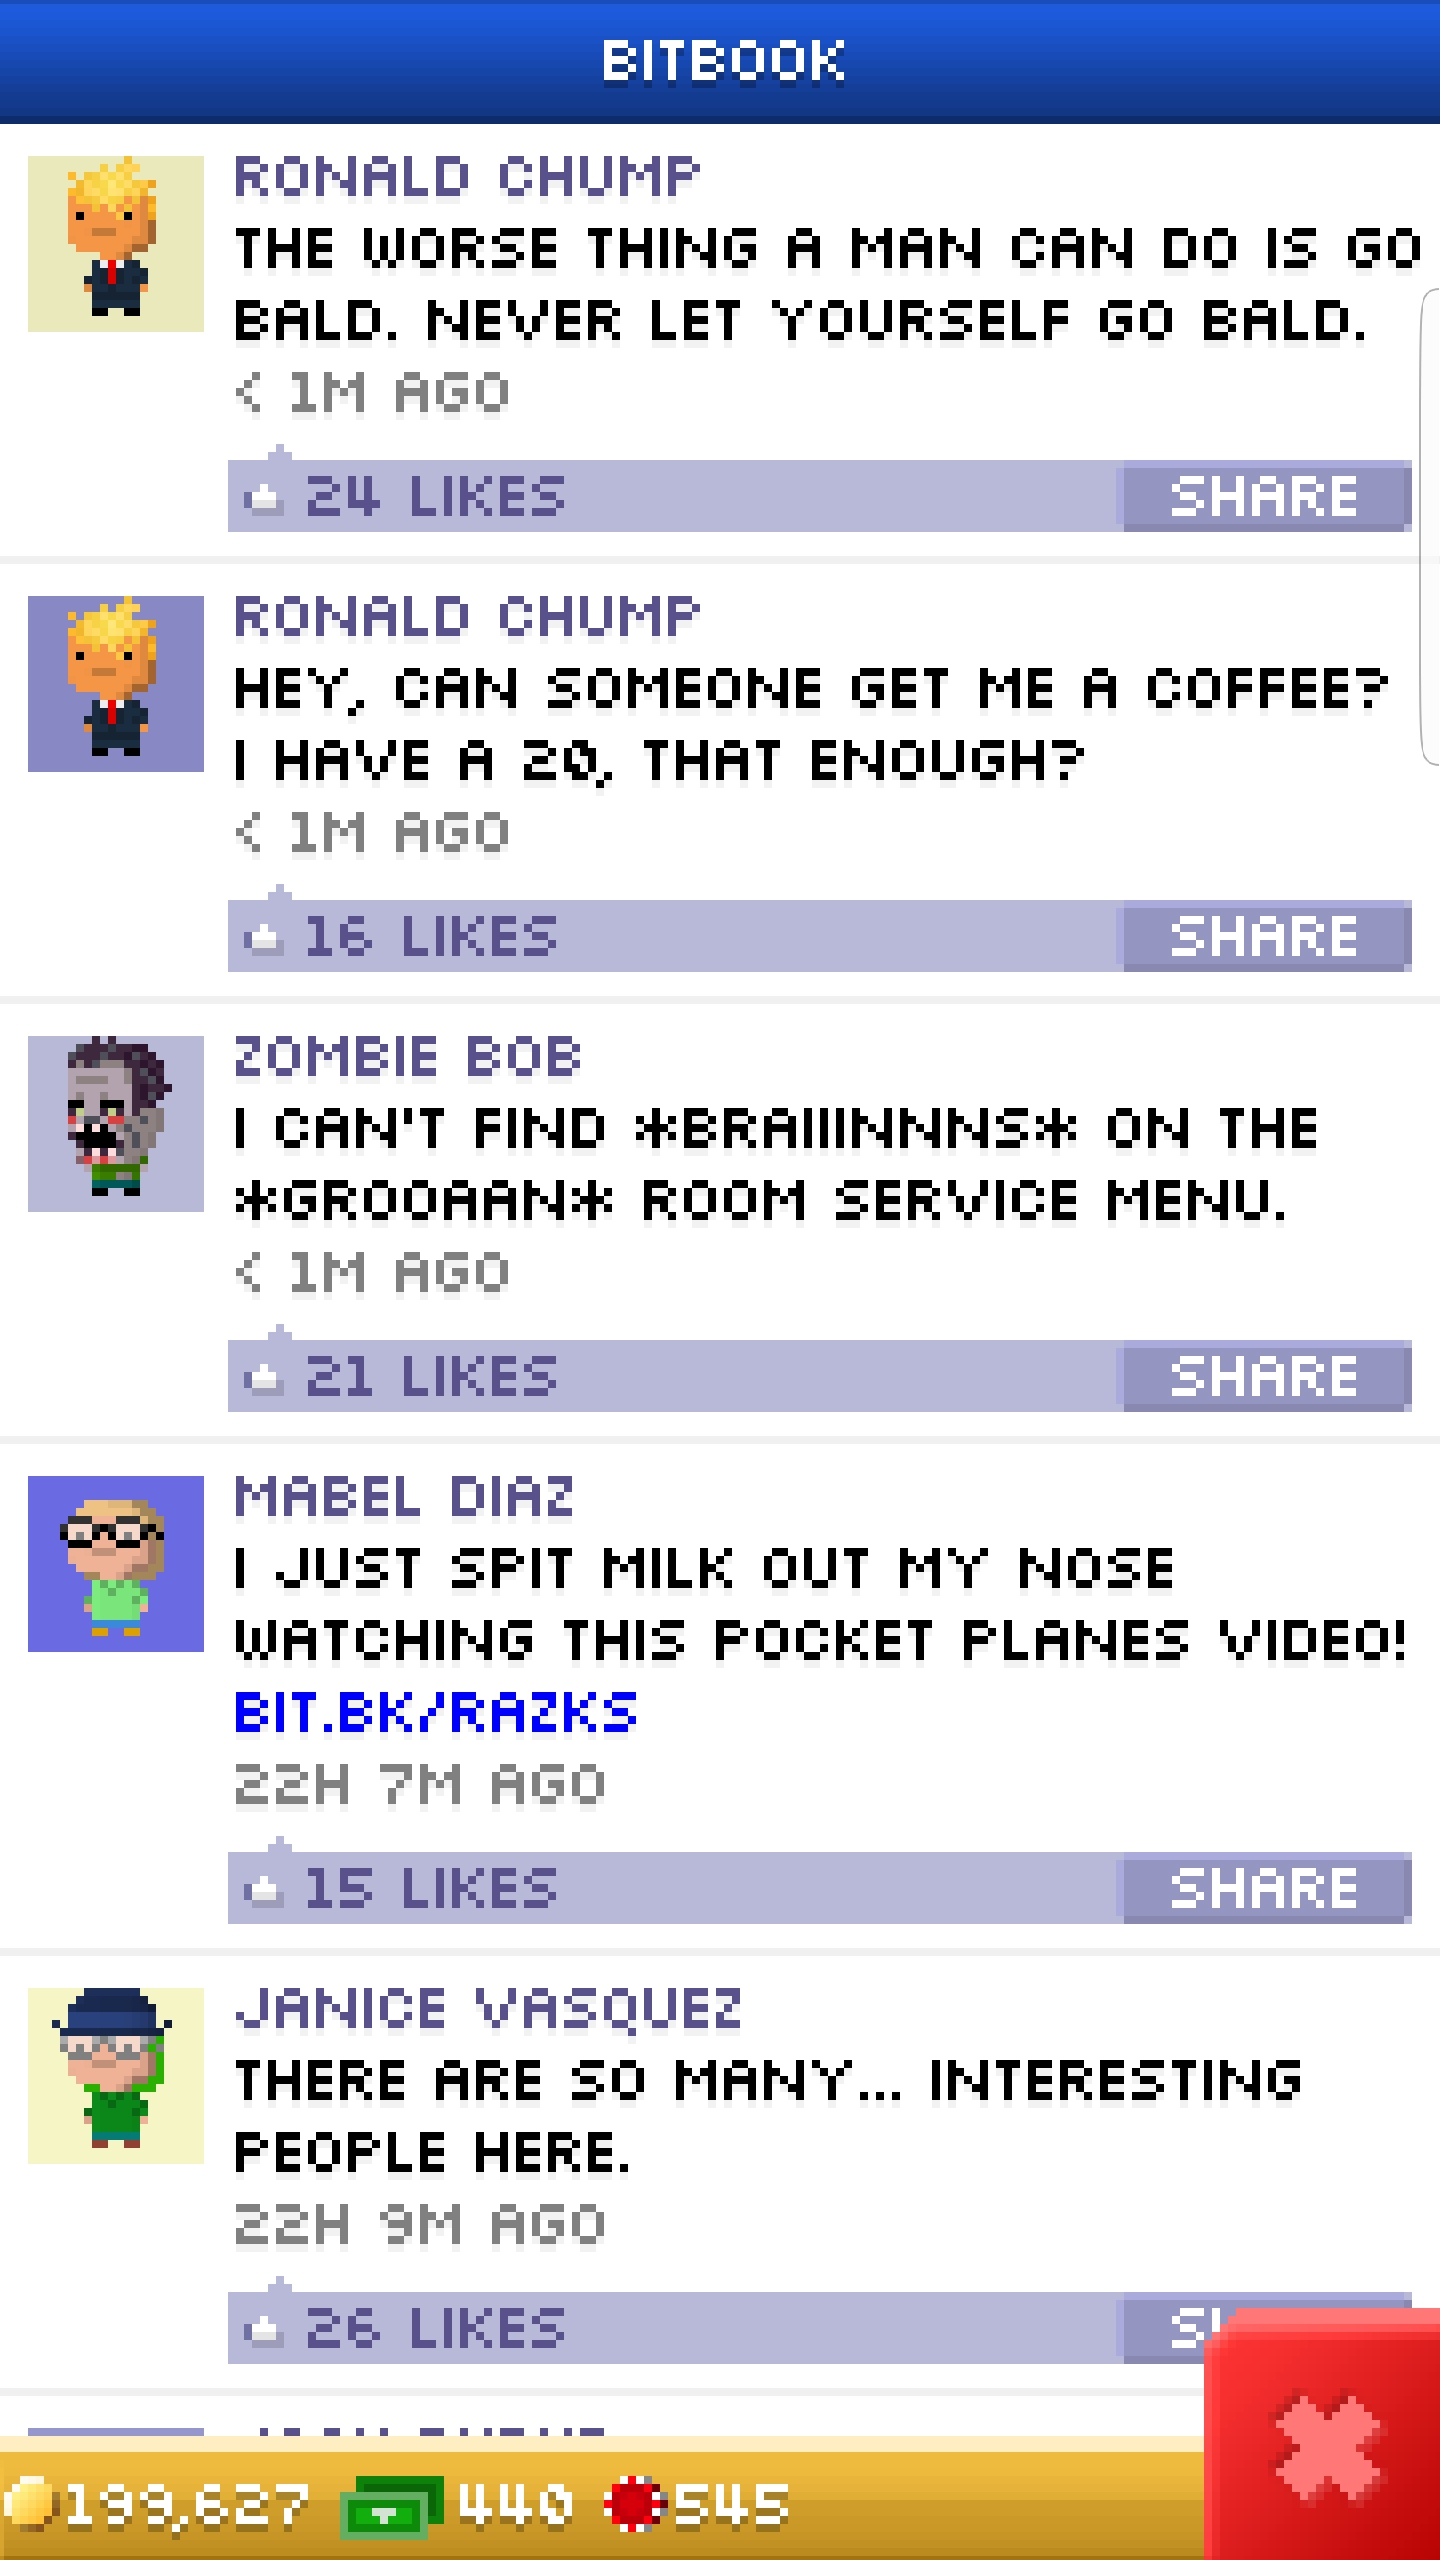 BITBOOK
RONALD CHUMP
THE WORSE THING A MAN CAN DO IS GO
BALD. NEVER LET YOURSELF GO BALD.
< 1M AGO
24 LIKES
SHARE
RONALD CHUMP
HEY, CAN SOMEONE GET ME A COFFEE?
I HAVE A 20, THAT ENOUGH?
< 1M AGO
16 LIKES
SHARE
ZOMBIE BOB
I CAN'T FIND *BRAIIINNNS* ON THE
*GROOAAN* ROOM SERVICE MENU.
< 1M AGO
21 LIKES
SHARE
MABEL DIAZ
I JUST SPIT MILK OUT MY NOSE
WATCHING THIS POCKET PLANES VIDEO!
BIT.BK/RAZKS
22H 7M AGO
15 LIKES
SHARE
JANICE VASQUEZ
THERE ARE SO MANY... INTERESTING
PEOPLE HERE.
22H 9M AGO
26 LIKES
199,627 440 545